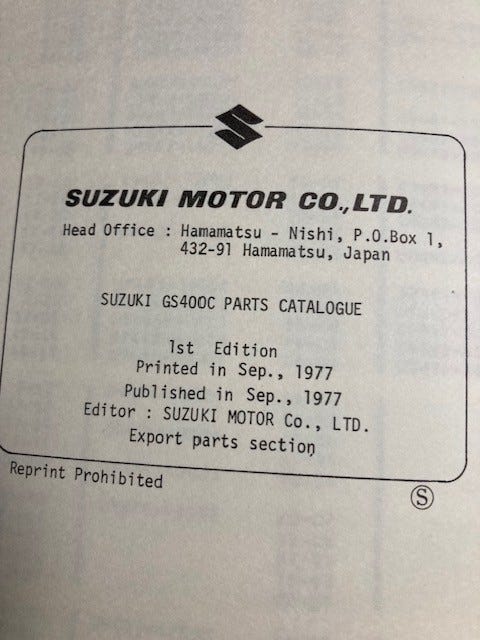 SUZUKI MOTOR CO.,LTD.
Head Office : Hamamatsu - Nishi, P.O.Box 1,
432-91 Hamamatsu, Japan
SUZUKI GS400C PARTS CATALOGUE
1st Edition
Printed in Sep., 1977
Published in Sep., 1977
Editor : SUZUKI MOTOR Co., LTD.
Export parts section
Reprint Prohibited
Ⓢ